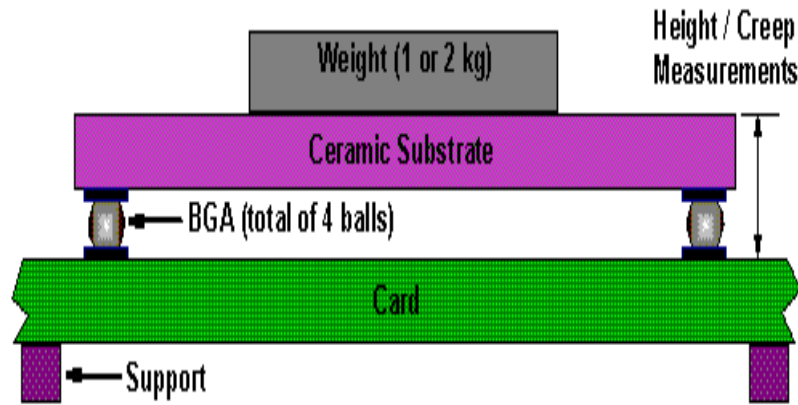 Height / Creep
Measurements
Weight (1 or 2 kg)
Ceramic Substrate
BGA (total of 4 balls)
Card
Support